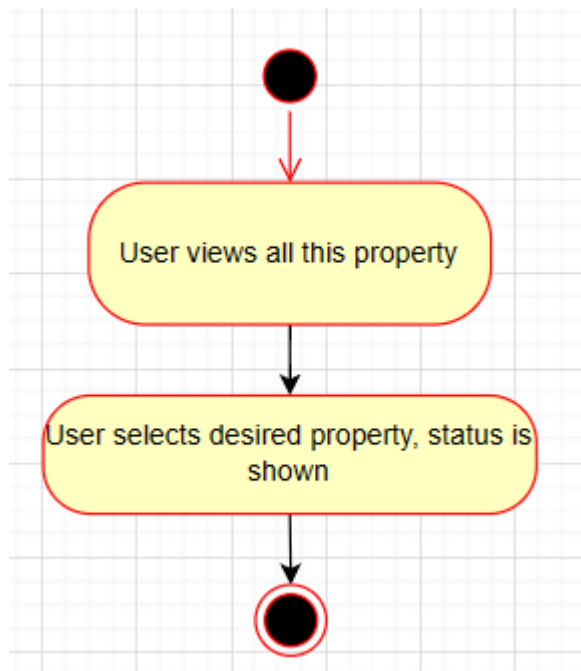 User views all this property
User selects desired property, status is
shown